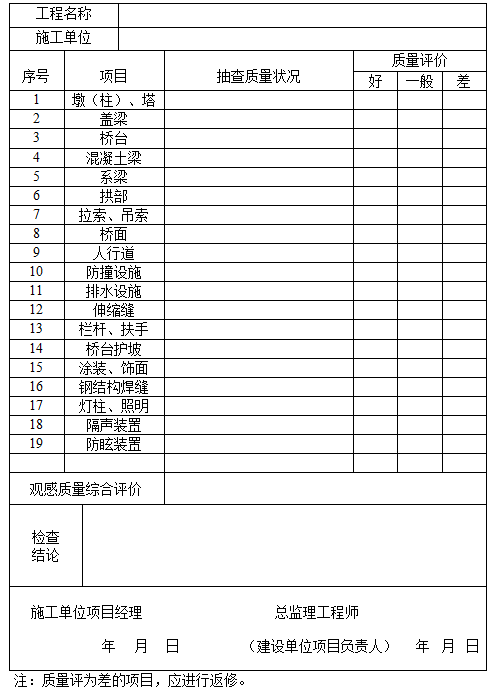 工程名称
施工单位
序号 项目 抽查质量状况 质量评价
好 一般 差
1 墩（柱）、塔
2 盖梁
3 桥台
4 混凝土梁
5 系梁
6 拱部
7 拉索、吊索
8 桥面
9 人行道
10 防撞设施
11 排水设施
12 伸缩缝
13 栏杆、扶手
14 桥台护坡
15 涂装、饰面
16 钢结构焊缝
17 灯柱、照明
18 隔声装置
19 防眩装置
观感质量综合评价
检查
结论
施工单位项目经理 总监理工程师
年 月 日 （建设单位项目负责人） 年 月 日
注：质量评为差的项目，应进行返修。